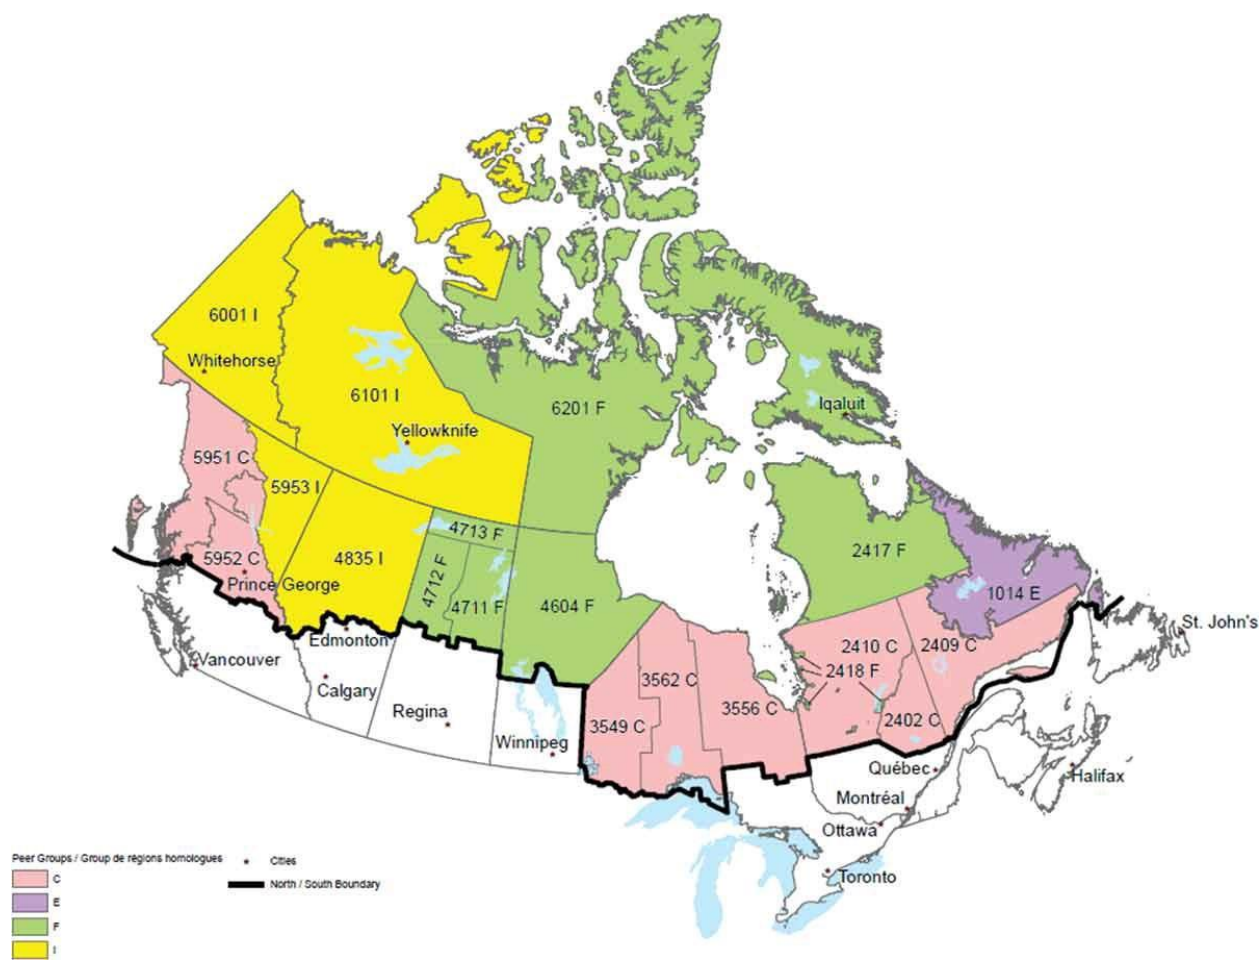 6001 I
Whitehorse
6101 I
Yellowknife
6201 F
Iqaluit
5951 C
5953 I
4713 F
5952 C
Prince George
4835 I
4712 F
4711 F
4604 F
2417 F
1014 E
St. John's
Edmonton
Vancouver
Calgary
Regina
Winnipeg
3549 C
3562 C
3556 C
2410 C
2409 C
2418 F
2402 C
Québec
Halifax
Montréal
Ottawa
Toronto
Peer Groups / Group de régions homologues
C
E
F
I
Cities
North / South Boundary